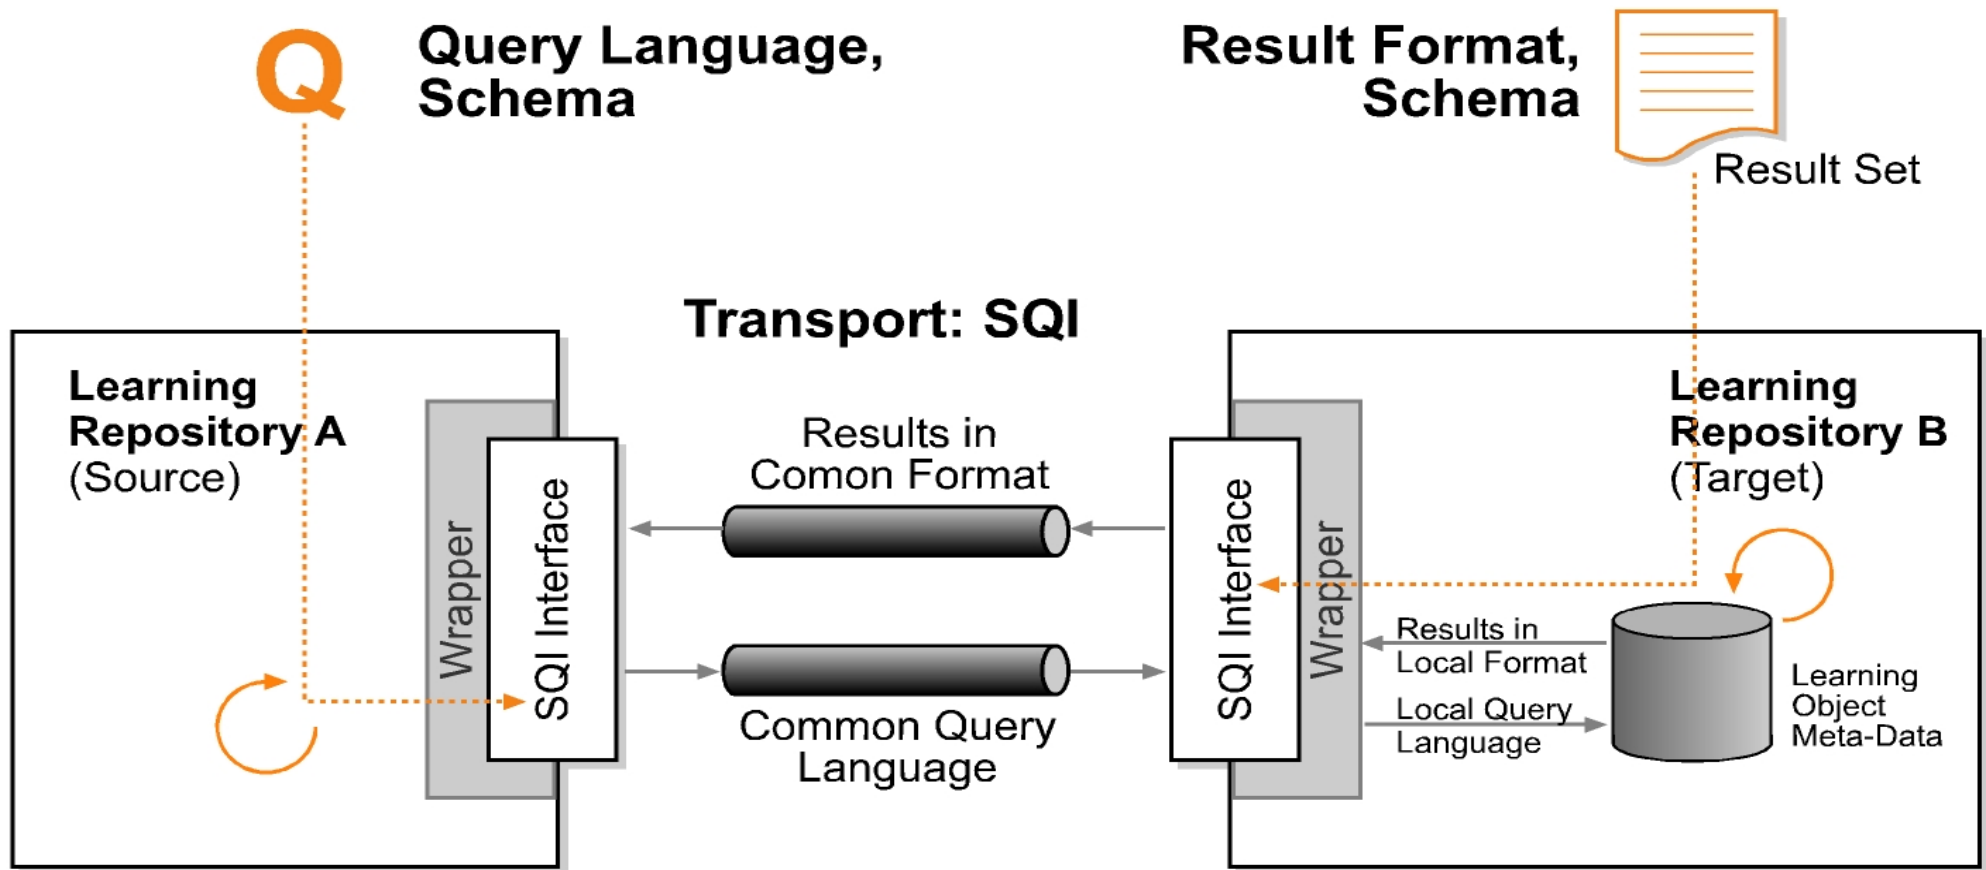 Q
Query Language,
Schema
Result Format,
Schema
Result Set
Transport: SQI
Learning
Repository A
(Source)
Wrapper
SQI Interface
Results in
Comon Format
Common Query
Language
SQI Interface
Wrapper
Learning
Repository B
(Target)
Results in
Local Format
Local Query
Language
Learning
Object
Meta-Data